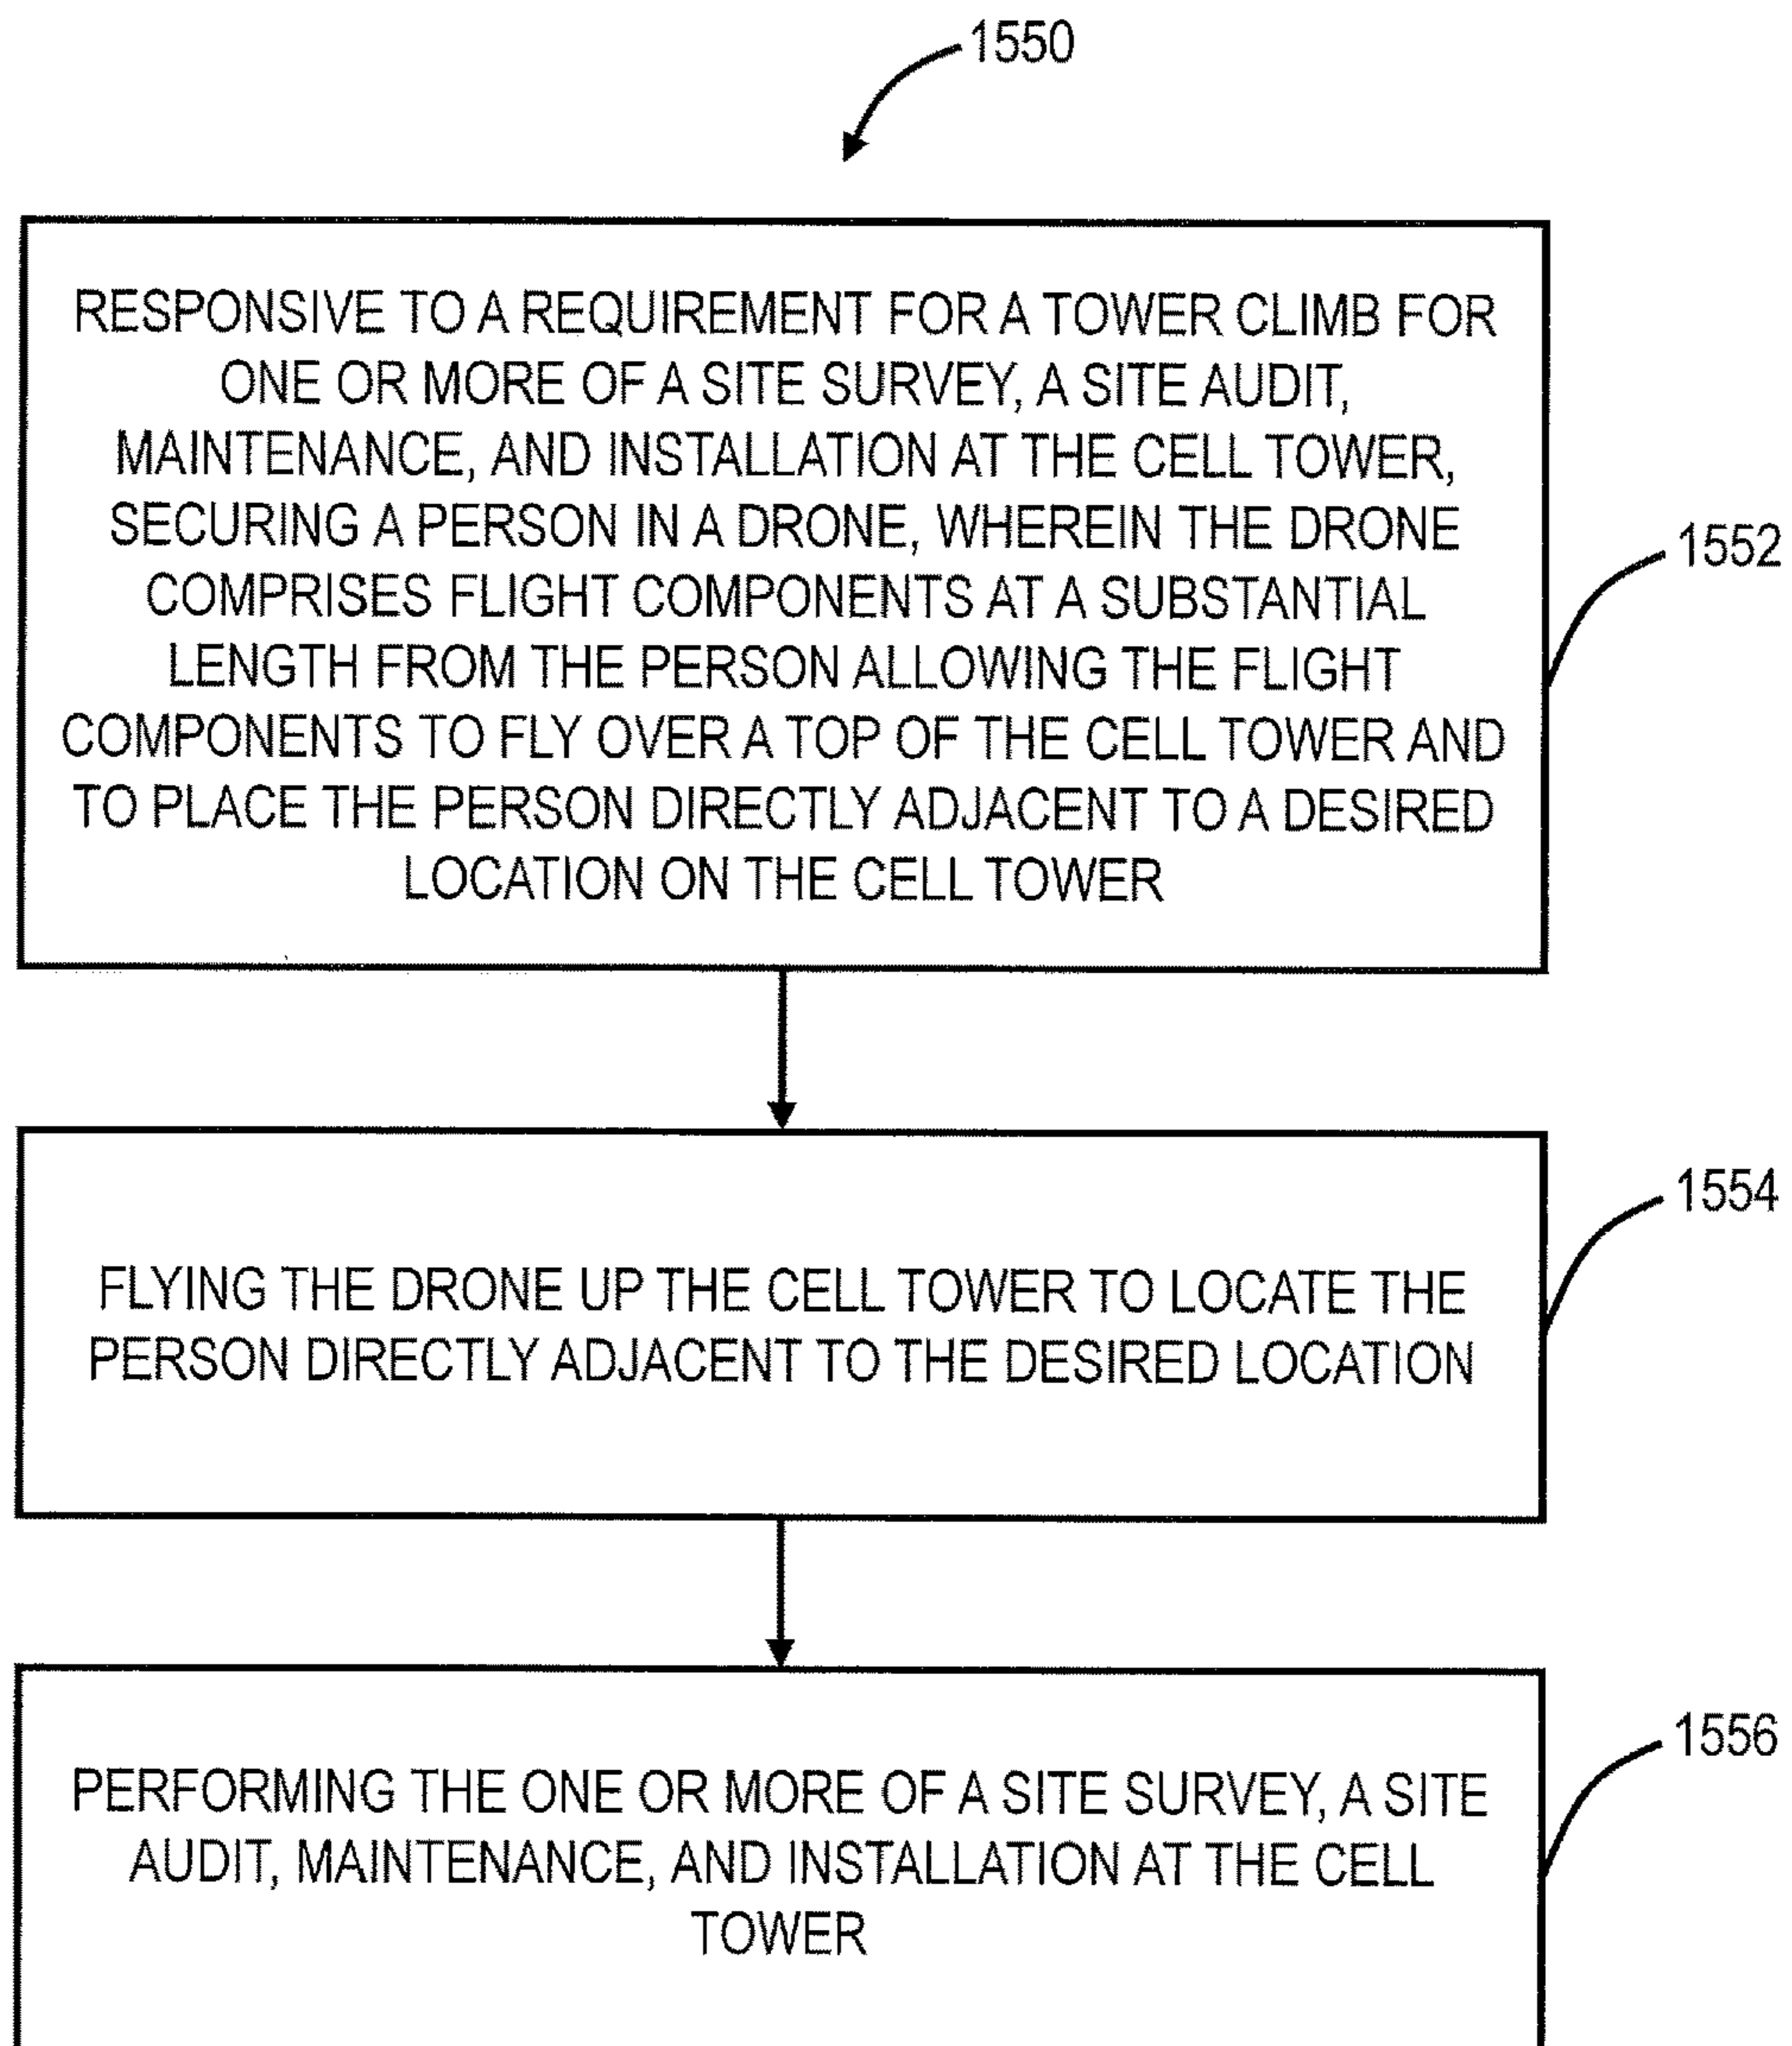 1550
RESPONSIVE TO A REQUIREMENT FOR A TOWER CLIMB FOR
ONE OR MORE OF A SITE SURVEY, A SITE AUDIT,
MAINTENANCE, AND INSTALLATION AT THE CELL TOWER,
SECURING A PERSON IN A DRONE, WHEREIN THE DRONE
COMPRISES FLIGHT COMPONENTS AT A SUBSTANTIAL
LENGTH FROM THE PERSON ALLOWING THE FLIGHT
COMPONENTS TO FLY OVER A TOP OF THE CELL TOWER AND
TO PLACE THE PERSON DIRECTLY ADJACENT TO A DESIRED
LOCATION ON THE CELL TOWER
1552
FLYING THE DRONE UP THE CELL TOWER TO LOCATE THE
PERSON DIRECTLY ADJACENT TO THE DESIRED LOCATION
1554
PERFORMING THE ONE OR MORE OF A SITE SURVEY, A SITE
AUDIT, MAINTENANCE, AND INSTALLATION AT THE CELL
TOWER
1556